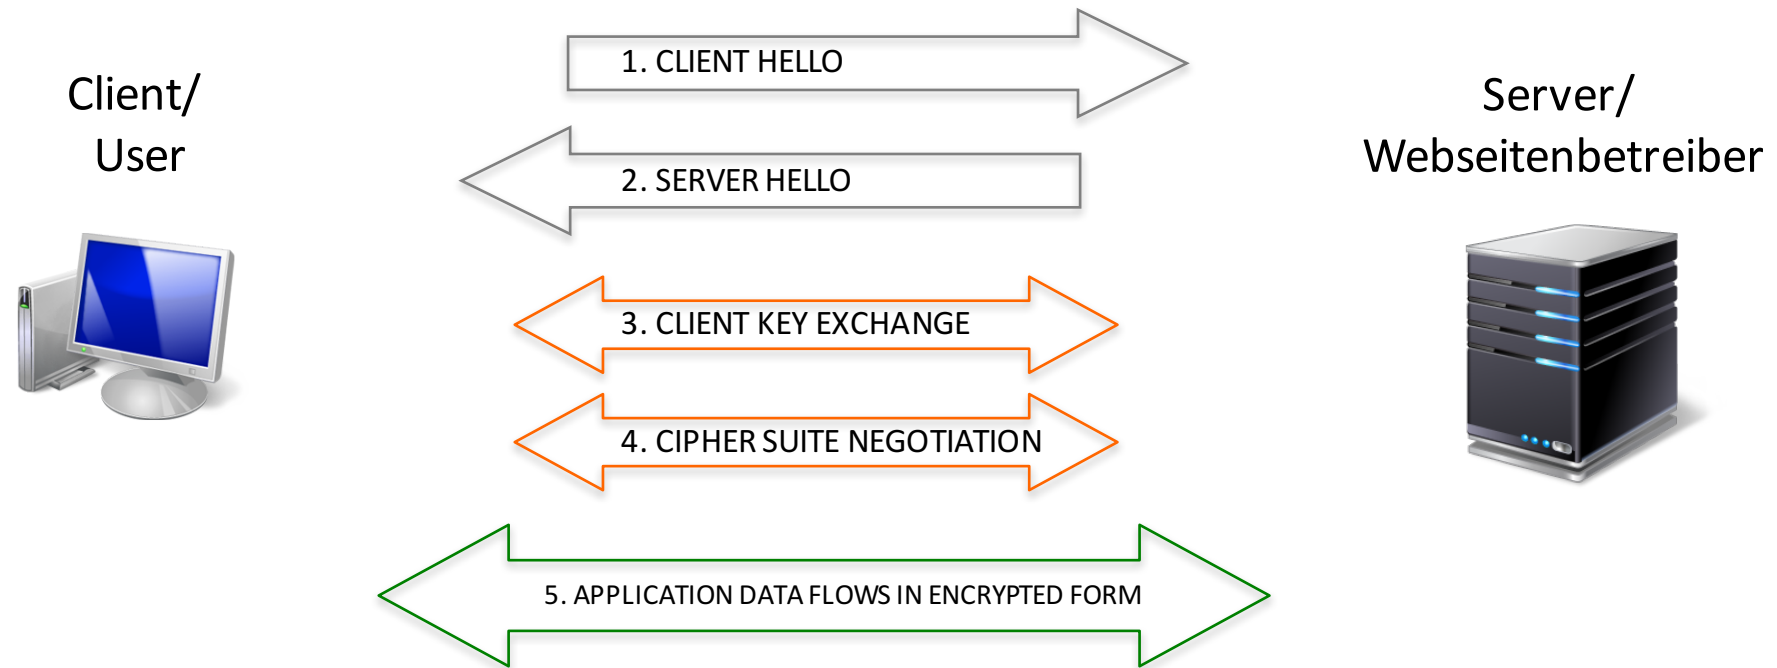 Client/
User
1. CLIENT HELLO
2. SERVER HELLO
3. CLIENT KEY EXCHANGE
4. CIPHER SUITE NEGOTIATION
5. APPLICATION DATA FLOWS IN ENCRYPTED FORM
Server/
Webseitenbetreiber